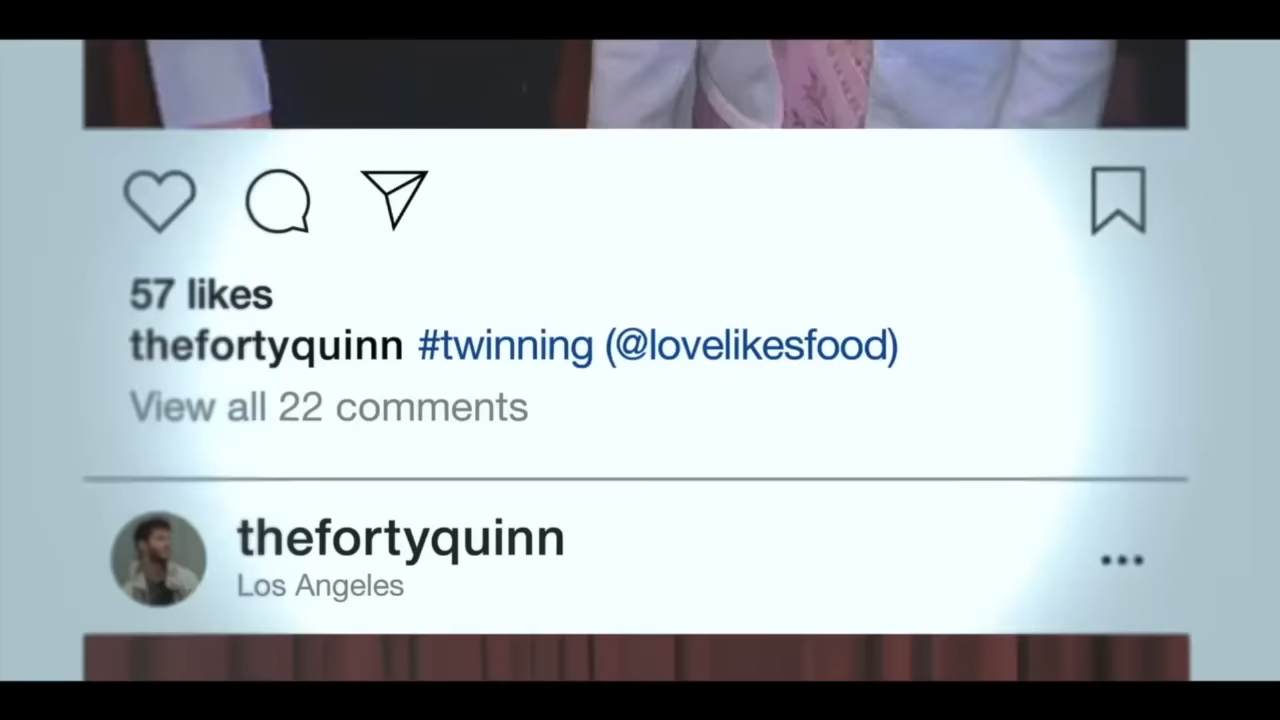 57 likes
thefortyquinn #twinning (@lovelikesfood)
View all 22 comments
thefortyquinn
Los Angeles